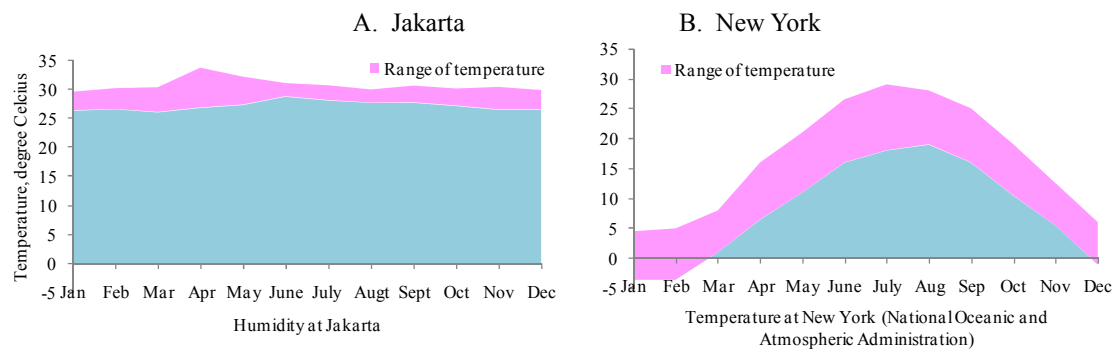 A. Jakarta
Temperature, degree Celcius
35
30
25
20
15
10
5
0
-5
Range of temperature
Jan Feb Mar Apr May June July Augt Sept Oct Nov Dec
Humidity at Jakarta
B. New York
35
30
25
20
15
10
5
0
-5
Range of temperature
Jan Feb Mar Apr May June July Aug Sep Oct Nov Dec
Temperature at New York (National Oceanic and
Atmospheric Administration)